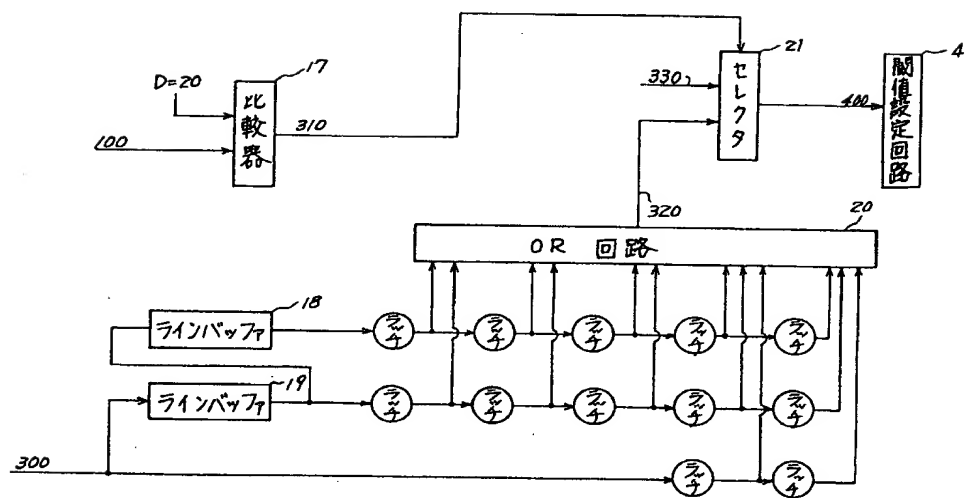 17
21
4
D=20
比較器
100
310
330
セレクタ
400
閾値設定回路
320
20
OR 回路
18
ラインバッファ
ラッチ
ラッチ
ラッチ
ラッチ
ラッチ
19
ラインバッファ
ラッチ
ラッチ
ラッチ
ラッチ
ラッチ
300
ラッチ
ラッチ